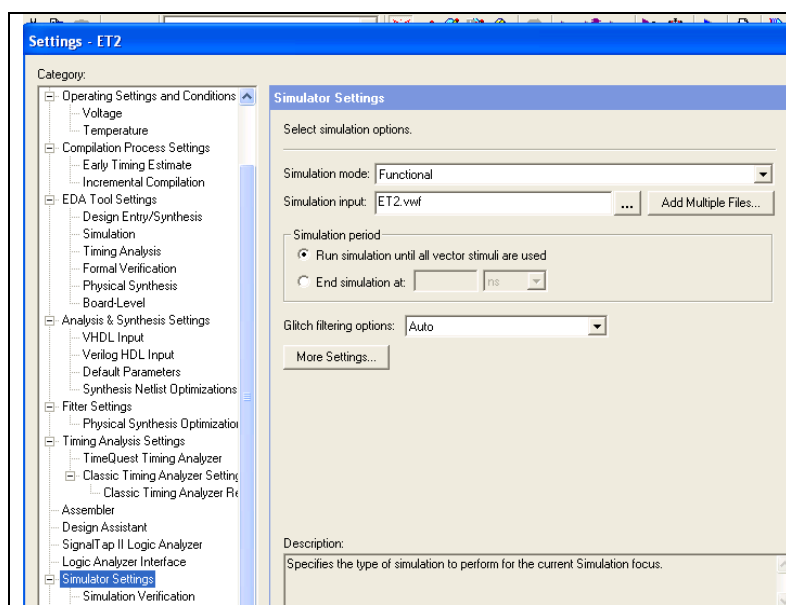 Settings - ET2
Category:
Operating Settings and Conditions
Voltage
Temperature
Compilation Process Settings
Early Timing Estimate
Incremental Compilation
EDA Tool Settings
Design Entry/Synthesis
Simulation
Timing Analysis
Formal Verification
Physical Synthesis
Board-Level
Analysis & Synthesis Settings
VHDL Input
Verilog HDL Input
Default Parameters
Synthesis Netlist Optimizations
Fitter Settings
Physical Synthesis Optimization
Timing Analysis Settings
TimeQuest Timing Analyzer
Classic Timing Analyzer Setting
Classic Timing Analyzer Re
Assembler
Design Assistant
SignalTap II Logic Analyzer
Logic Analyzer Interface
Simulator Settings
Simulation Verification
Simulator Settings
Select simulation options.
Simulation mode: Functional
Simulation input: ET2.vwf ... Add Multiple Files...
Simulation period
Run simulation until all vector stimuli are used
End simulation at: ns
Glitch filtering options: Auto
More Settings...
Description:
Specifies the type of simulation to perform for the current Simulation focus.